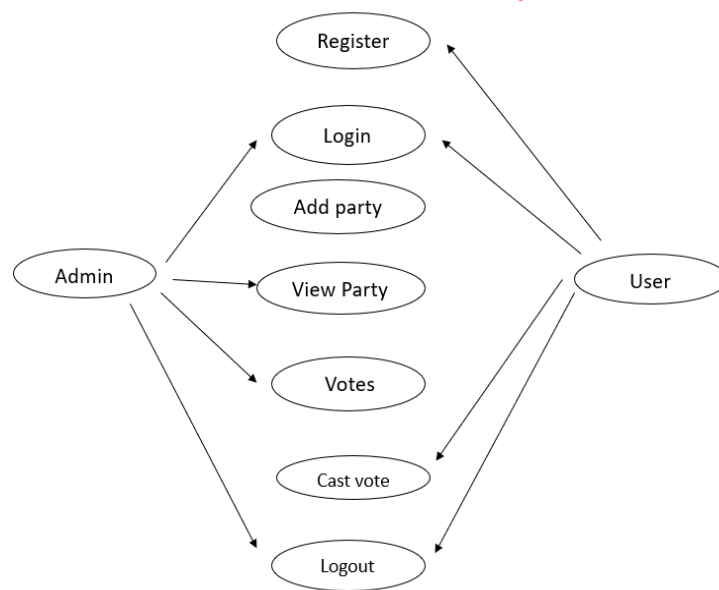 Register
Login
Add party
Admin
View Party
User
Votes
Cast vote
Logout